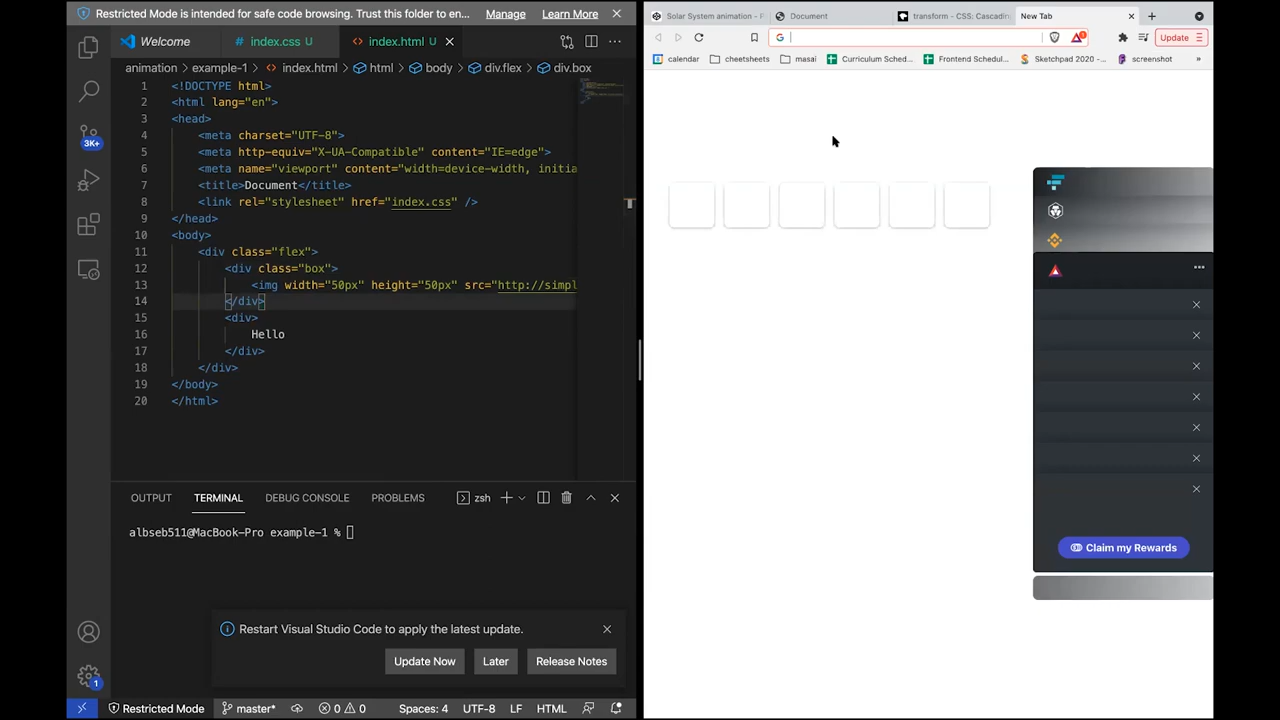 Restricted Mode is intended for safe code browsing. Trust this folder to en... Manage Learn More
Welcome index.css U index.html U
animation > example-1 > index.html > html > body > div.flex > div.box
1 <!DOCTYPE html>
2 <html lang="en">
3 <head>
4 <meta charset="UTF-8">
5 <meta http-equiv="X-UA-Compatible" content="IE=edge">
6 <meta name="viewport" content="width=device-width, initia
7 <title>Document</title>
8 <link rel="stylesheet" href="index.css" />
9 </head>
10 <body>
11 <div class="flex">
12 <div class="box">
13 <img width="50px" height="50px" src="http://simpl
14 </div>
15 <div>
16 Hello
17 </div>
18 </div>
19 </body>
20 </html>
3K+
OUTPUT TERMINAL DEBUG CONSOLE PROBLEMS zsh
albseb511@MacBook-Pro example-1 %
Restart Visual Studio Code to apply the latest update.
Update Now Later Release Notes
1
Restricted Mode master* 0 0 Spaces: 4 UTF-8 LF HTML
Solar System animation - P Document transform - CSS: Cascadin New Tab
G 1 Update
calendar cheetsheets masai Curriculum Sched... Frontend Schedul... Sketchpad 2070 -... screenshot »
Claim my Rewards